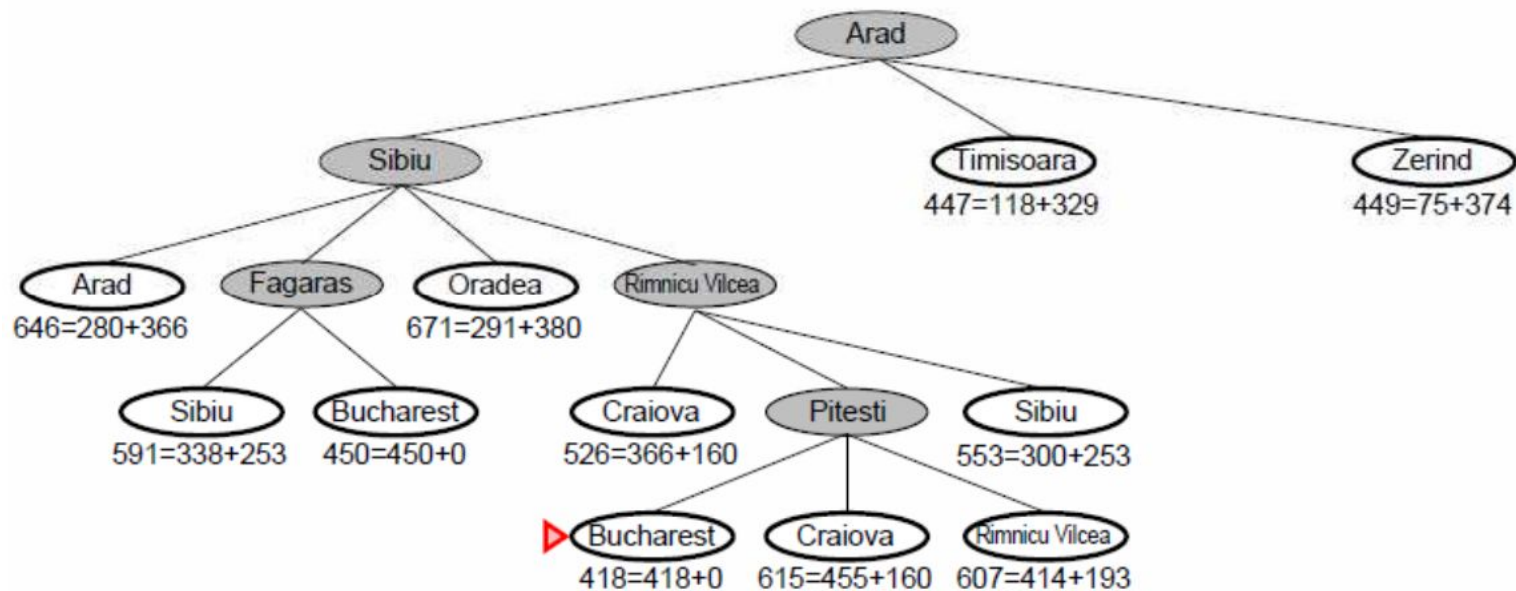 Arad
Sibiu
Timisoara
Zerind
447=118+329
449=75+374
Arad
Fagaras
Oradea
Rimnicu Vilcea
646=280+366
671=291+380
Sibiu
Bucharest
Craiova
Pitesti
Sibiu
591=338+253
450=450+0
526=366+160
553=300+253
Bucharest
Craiova
Rimnicu Vilcea
418=418+0
615=455+160
607=414+193